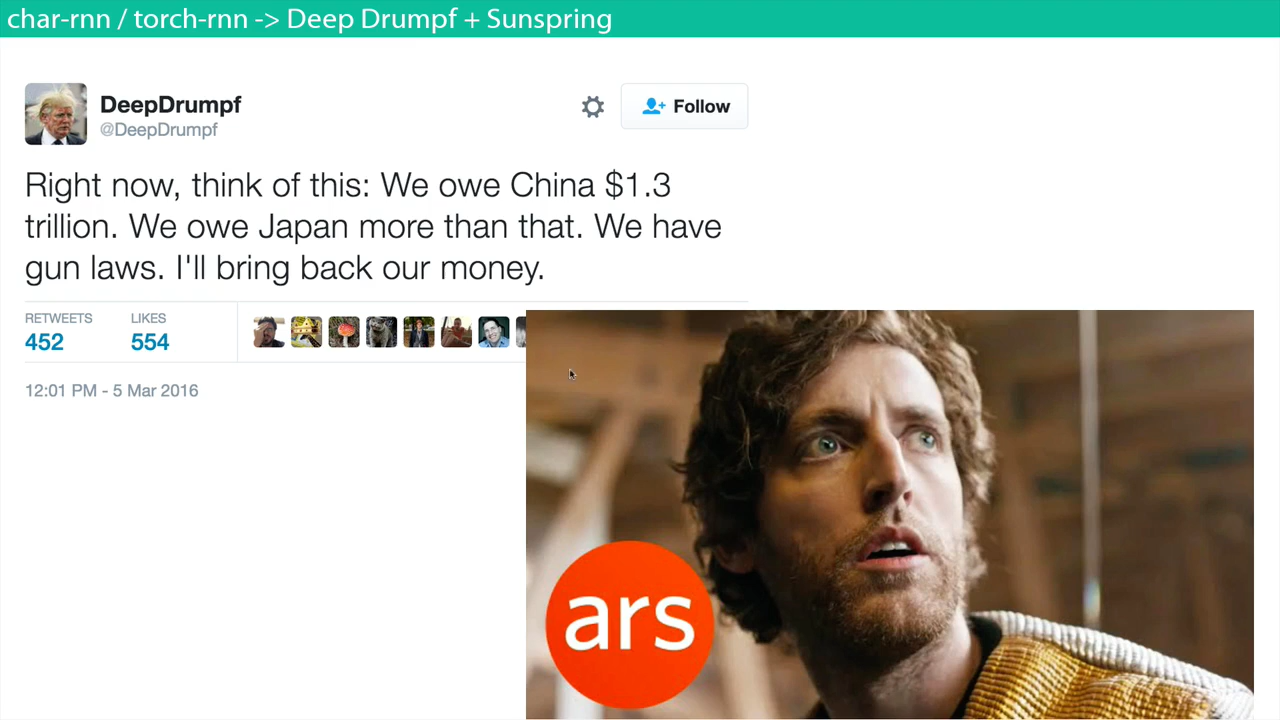 char-rnn / torch-rnn -> Deep Drumpf + Sunspring
DeepDrumpf
@DeepDrumpf
Follow
Right now, think of this: We owe China $1.3
trillion. We owe Japan more than that. We have
gun laws. I'll bring back our money.
RETWEETS LIKES
452 554
12:01 PM - 5 Mar 2016
ars